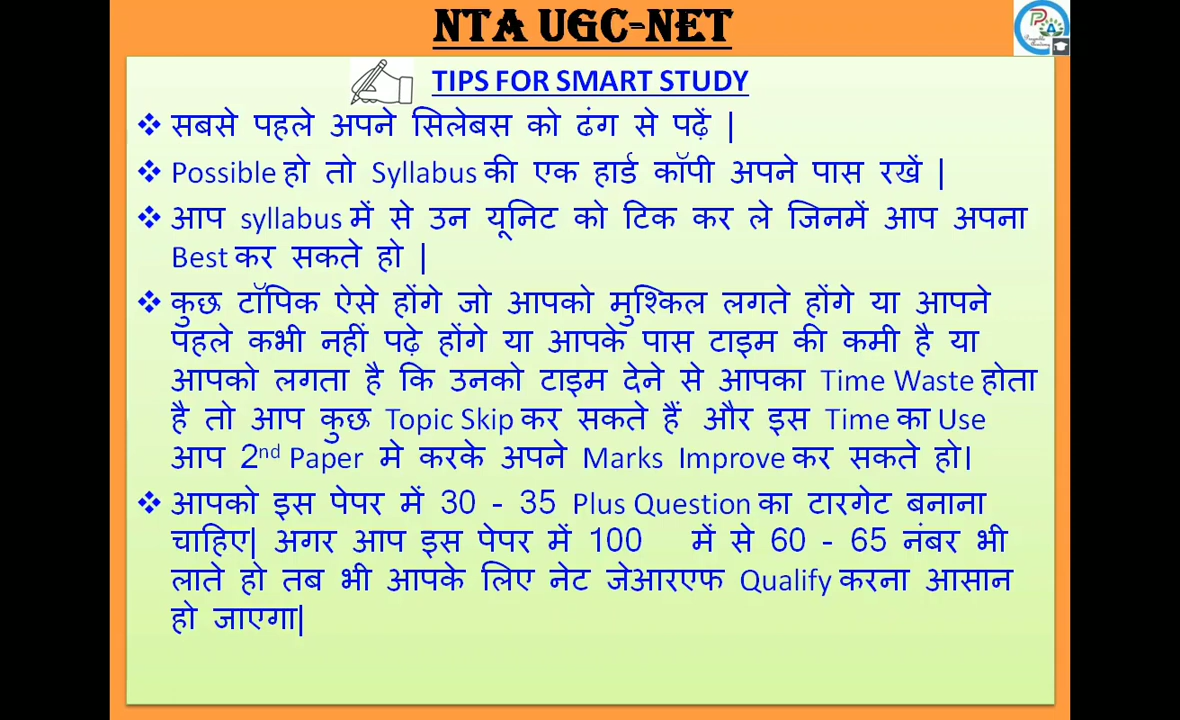 NTA UGC-NET
TIPS FOR SMART STUDY
❖ सबसे पहले अपने सिलेबस को ढंग से पढ़ें |
❖ Possible हो तो Syllabus की एक हार्ड कॉपी अपने पास रखें |
❖ आप syllabus में से उन यूनिट को टिक कर ले जिनमें आप अपना
Best कर सकते हो |
❖ कुछ टॉपिक ऐसे होंगे जो आपको मुश्किल लगते होंगे या आपने
पहले कभी नहीं पढ़े होंगे या आपके पास टाइम की कमी है या
आपको लगता है कि उनको टाइम देने से आपका Time Waste होता
है तो आप कुछ Topic Skip कर सकते हैं और इस Time का Use
आप 2nd Paper मे करके अपने Marks Improve कर सकते हो।
❖ आपको इस पेपर में 30 - 35 Plus Question का टारगेट बनाना
चाहिए| अगर आप इस पेपर में 100 में से 60 - 65 नंबर भी
लाते हो तब भी आपके लिए नेट जेआरएफ Qualify करना आसान
हो जाएगा|